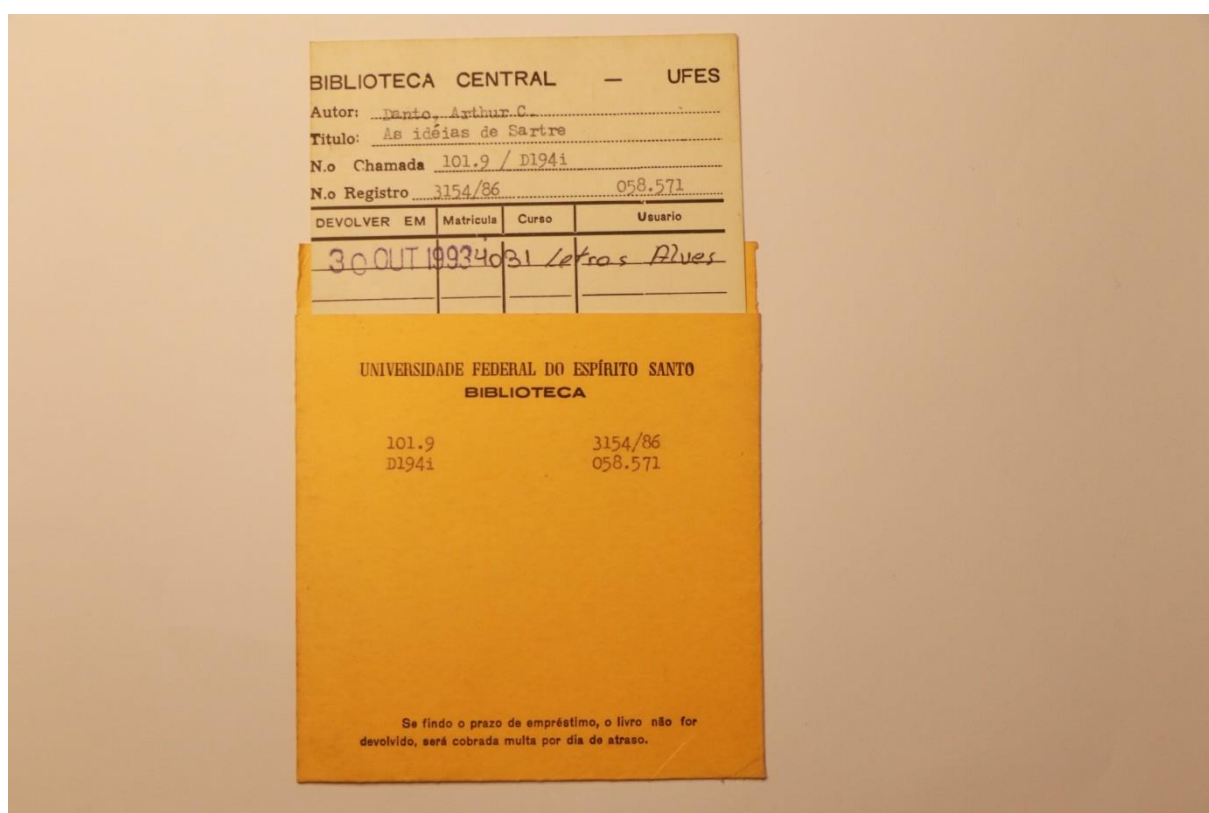 BIBLIOTECA CENTRAL — UFES
Autor: Danto, Arthur C.
Titulo: As idéias de Sartre
N.o Chamada 101.9 / D194i
N.o Registro 3154/86 058.571
DEVOLVER EM Matricula Curso Usuario
30 OUT 1993 4031 Letras Alves
UNIVERSIDADE FEDERAL DO ESPÍRITO SANTO
BIBLIOTECA
101.9 3154/86
D194i 058.571
Se findo o prazo de empréstimo, o livro não for
devolvido, será cobrada multa por dia de atraso.